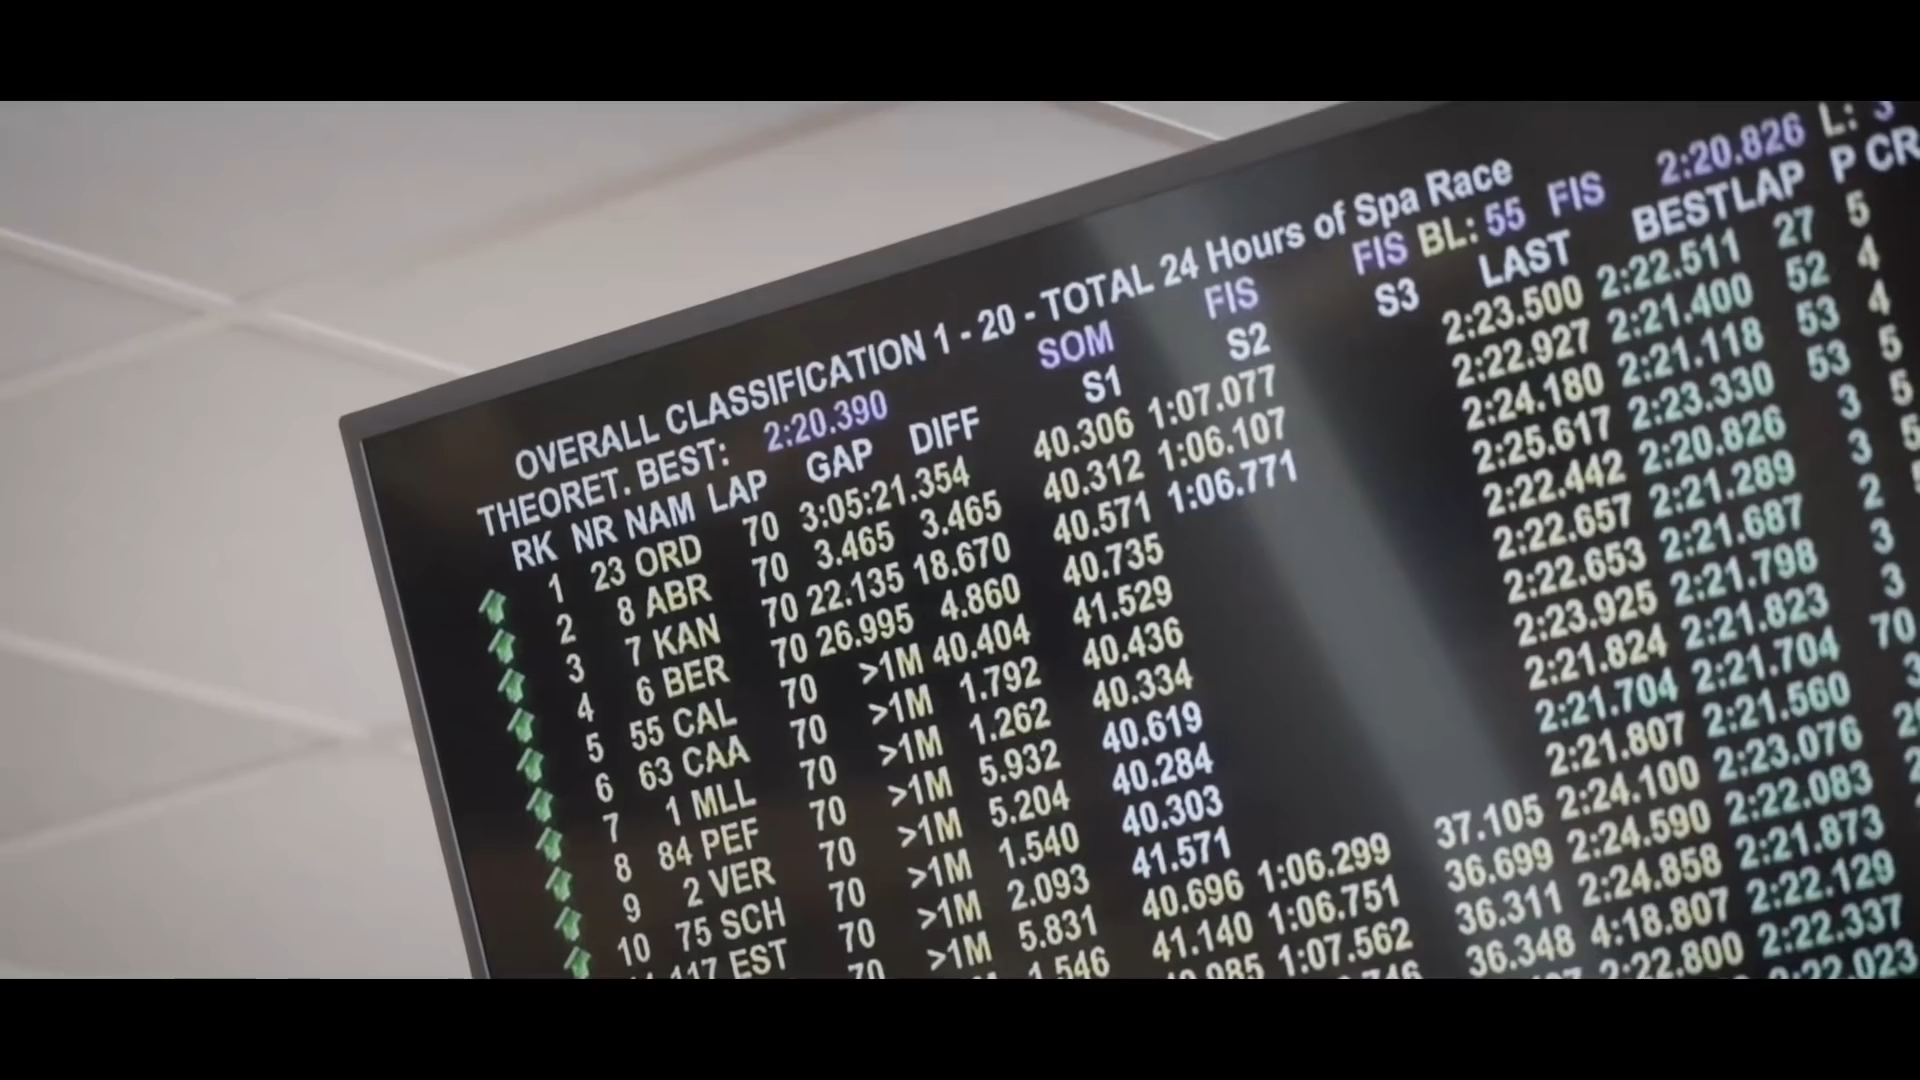 OVERALL CLASSIFICATION 1 - 20 - TOTAL 24 Hours of Spa Race
THEORET. BEST: 2:20.390 SOM FIS FIS BL: 55 FIS 2:20.826 L: 3
RK NR NAM LAP GAP DIFF S1 S2 S3 LAST BESTLAP P CR
1 23 ORD 70 3:05:21.354 40.306 1:07.077 2:23.500 2:22.511 27 5
2 8 ABR 70 3.465 3.465 40.312 1:06.107 2:22.927 2:21.400 52 4
3 7 KAN 70 22.135 18.670 40.571 1:06.771 2:24.180 2:21.118 53 4
4 6 BER 70 26.995 4.860 40.735 2:25.617 2:23.330 53 5
5 55 CAL 70 >1M 40.404 41.529 2:22.442 2:20.826 3 5
6 63 CAA 70 >1M 1.792 40.436 2:22.657 2:21.289 3
7 1 MLL 70 >1M 1.262 40.334 2:22.653 2:21.687 2
8 84 PEF 70 >1M 5.932 40.619 2:23.925 2:21.798 3
9 2 VER 70 >1M 5.204 40.284 2:21.824 2:21.823 3
10 75 SCH 70 >1M 1.540 40.303 2:21.704 2:21.704 70
117 EST 70 >1M 2.093 41.571 2:21.807 2:21.560
70 >1M 5.831 40.696 1:06.299 37.105 2:24.100 2:23.076
1.546 41.140 1:06.751 36.699 2:24.590 2:22.083
1:07.562 36.311 2:24.858 2:21.873
36.348 4:18.807 2:22.129
2:22.800 2:22.337
2:22.023